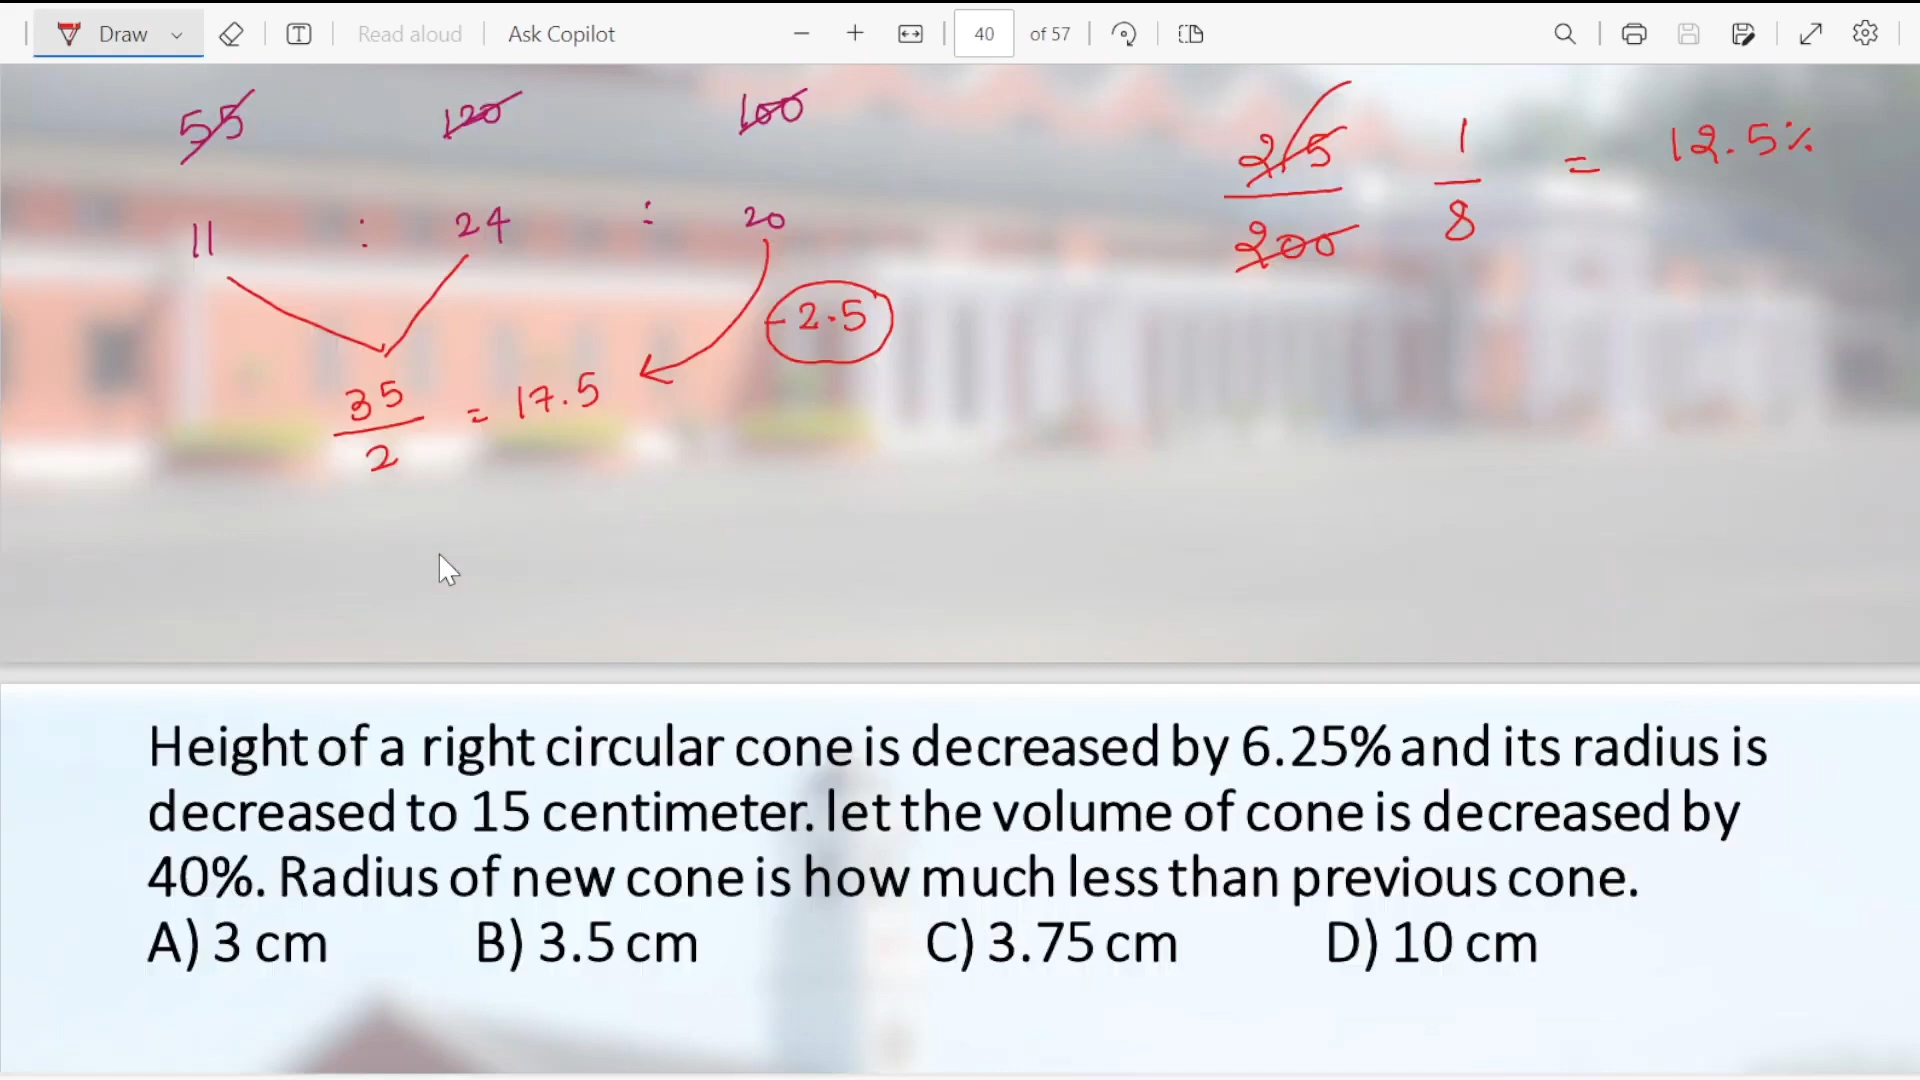 Draw Read aloud Ask Copilot 40 of 57
55 120 100
25/200 1/8 = 12.5%
11 : 24 : 20
-2.5
35/2 = 17.5
Height of a right circular cone is decreased by 6.25% and its radius is
decreased to 15 centimeter. let the volume of cone is decreased by
40%. Radius of new cone is how much less than previous cone.
A) 3 cm B) 3.5 cm C) 3.75 cm D) 10 cm